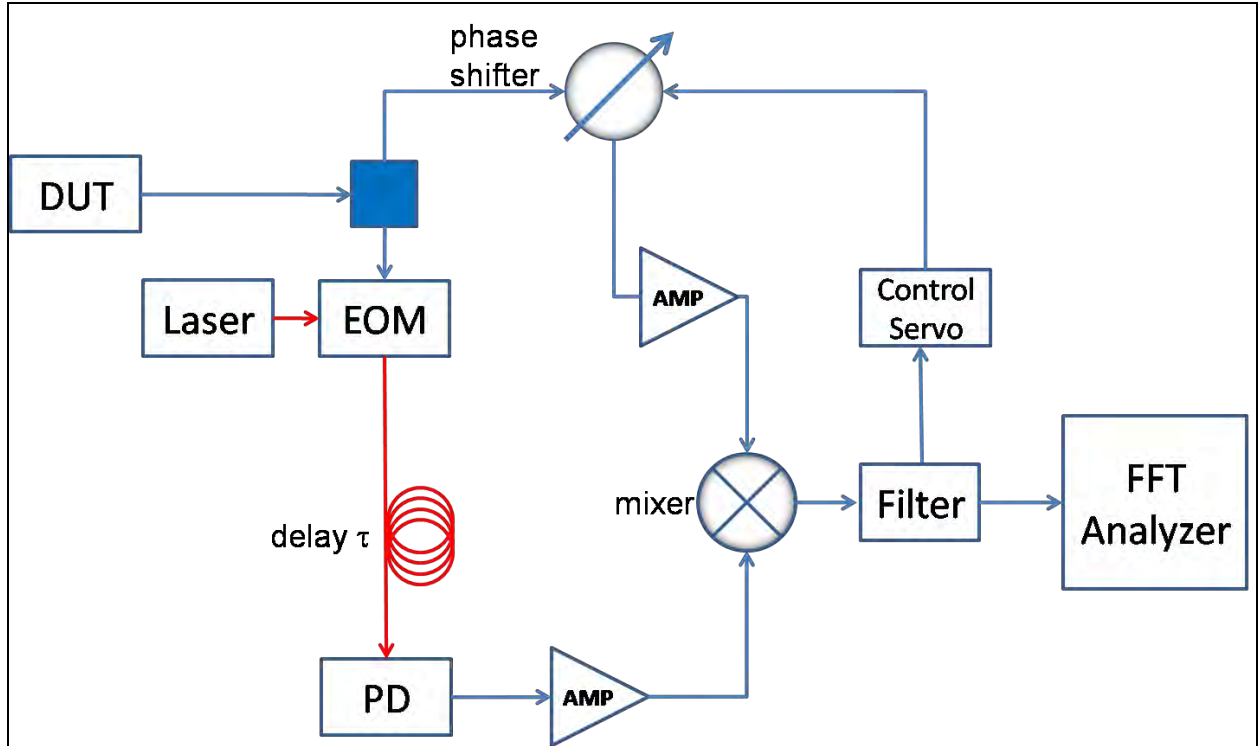 phase
shifter
DUT
Laser
EOM
AMP
Control
Servo
mixer
Filter
FFT
Analyzer
delay τ
PD
AMP